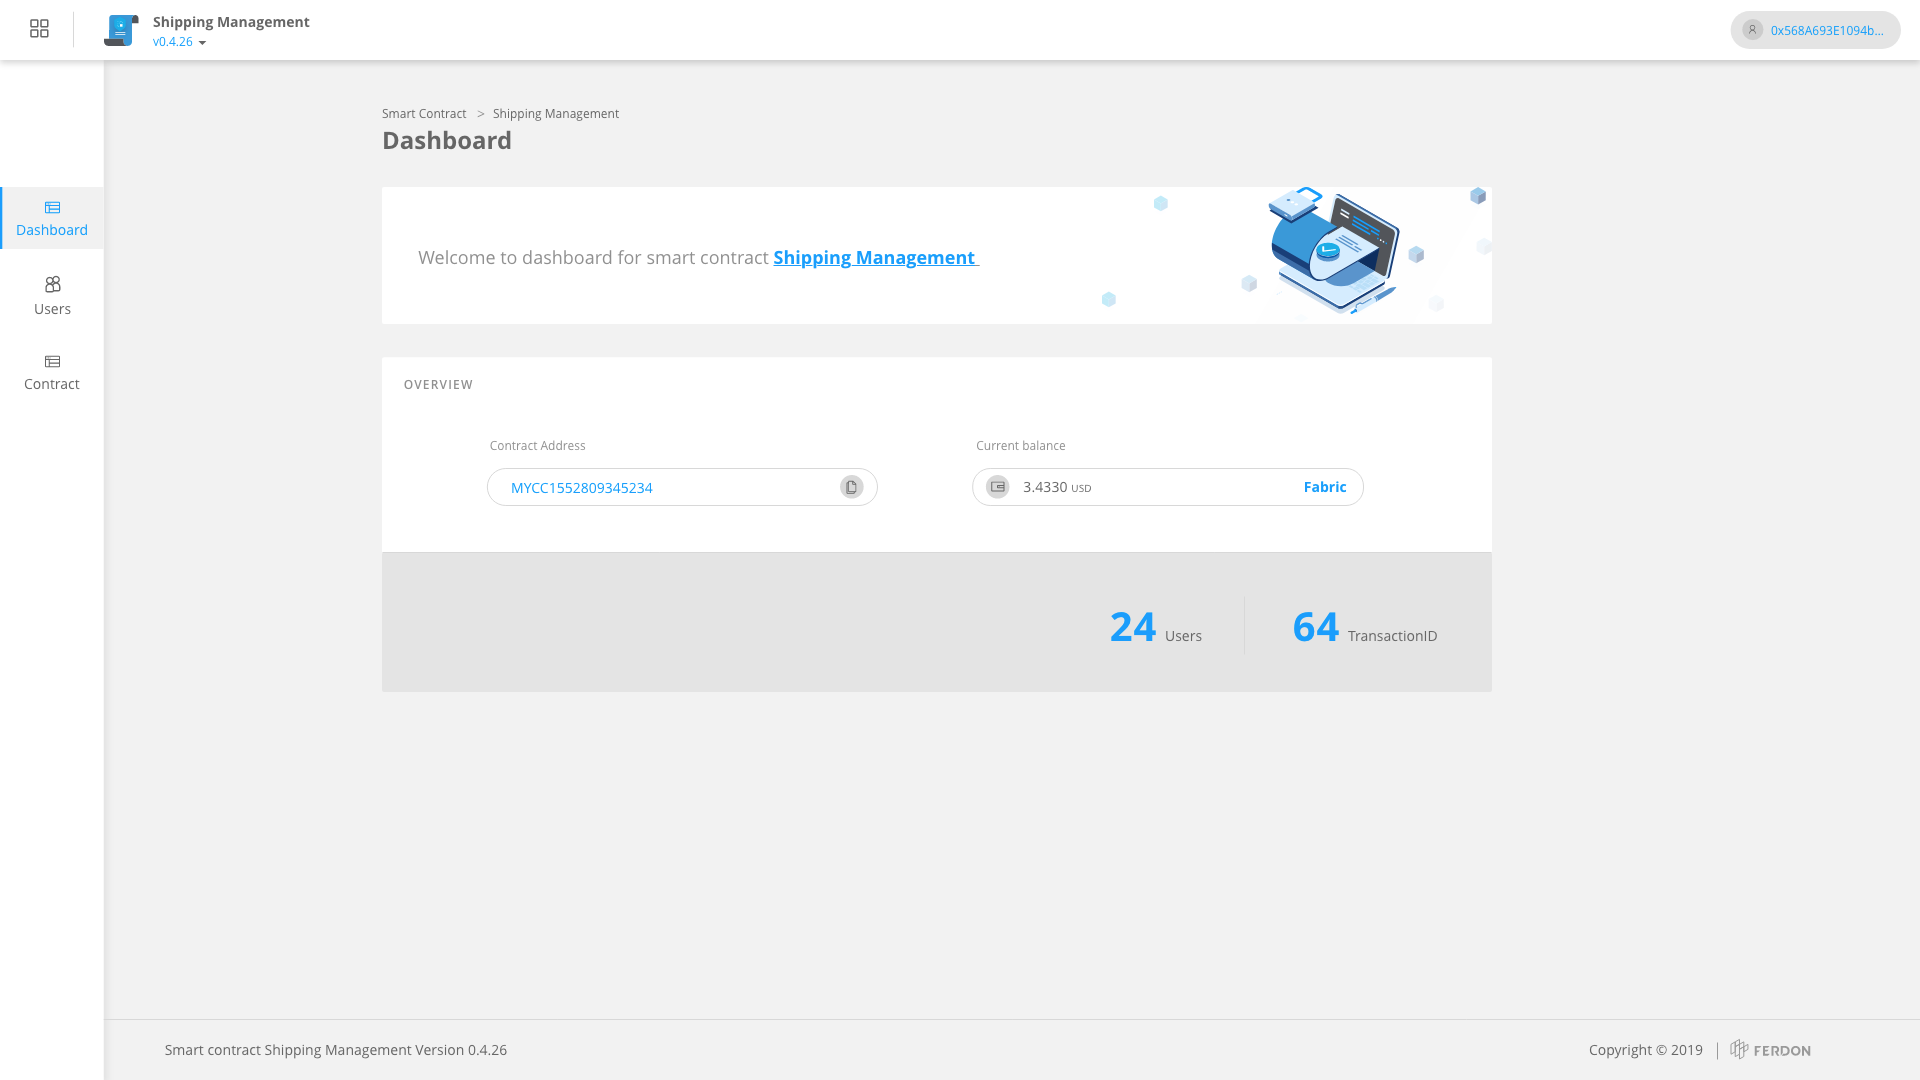 Shipping Management
v0.4.26
0x568A693E1094b...
Smart Contract > Shipping Management
Dashboard
Dashboard
Users
Contract
Welcome to dashboard for smart contract Shipping Management
OVERVIEW
Contract Address
Current balance
MYCC1552809345234
3.4330 USD
Fabric
24 Users
64 TransactionID
Smart contract Shipping Management Version 0.4.26
Copyright © 2019
FERDON